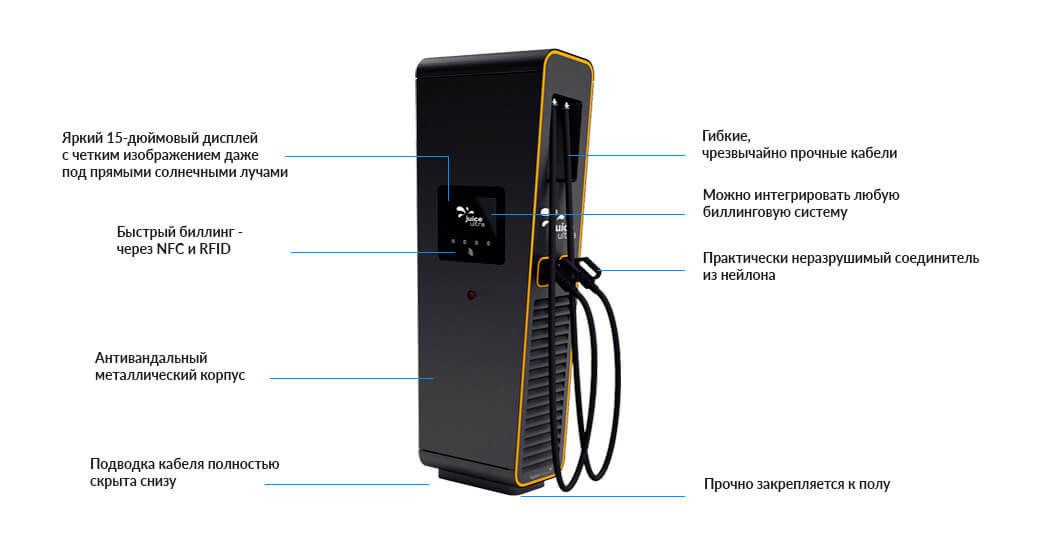 Яркий 15-дюймовый дисплей
с четким изображением даже
под прямыми солнечными лучами
Быстрый биллинг -
через NFC и RFID
Антивандальный
металлический корпус
Подводка кабеля полностью
скрыта снизу
juice
ultra
juice
ultra
Гибкие,
чрезвычайно прочные кабели
Можно интегрировать любую
биллинговую систему
Практически неразрушимый соединитель
из нейлона
Прочно закрепляется к полу